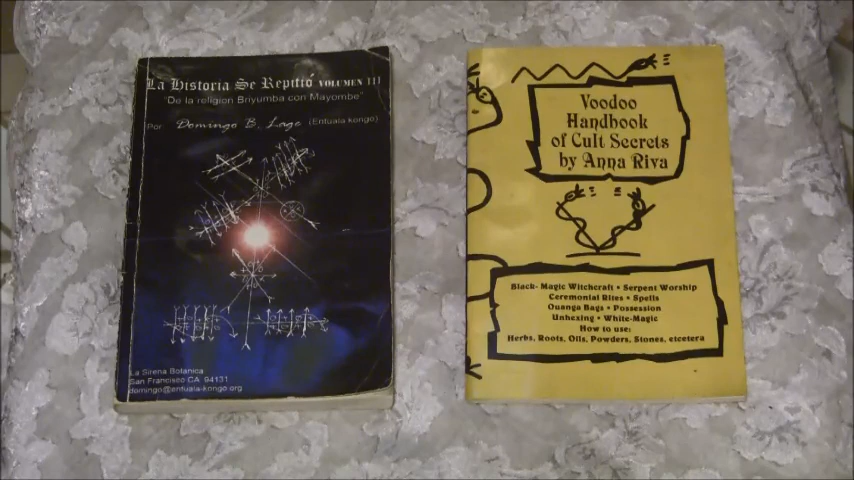 La Historia Se Repitió VOLUMEN III
"De la religion Briyumba con Mayombe"
Por Domingo B. Lage (Entuala kongo)
La Sirena Botanica
San Francisco CA. 94131
domingo@entuala-kongo.org
Voodoo
Handbook
of Cult Secrets
by Anna Riva
Black- Magic Witchcraft • Serpent Worship
Ceremonial Rites • Spells
Ouanga Bags • Possession
Unhexing • White-Magic
How to use:
Herbs, Roots, Oils, Powders, Stones, etcetera